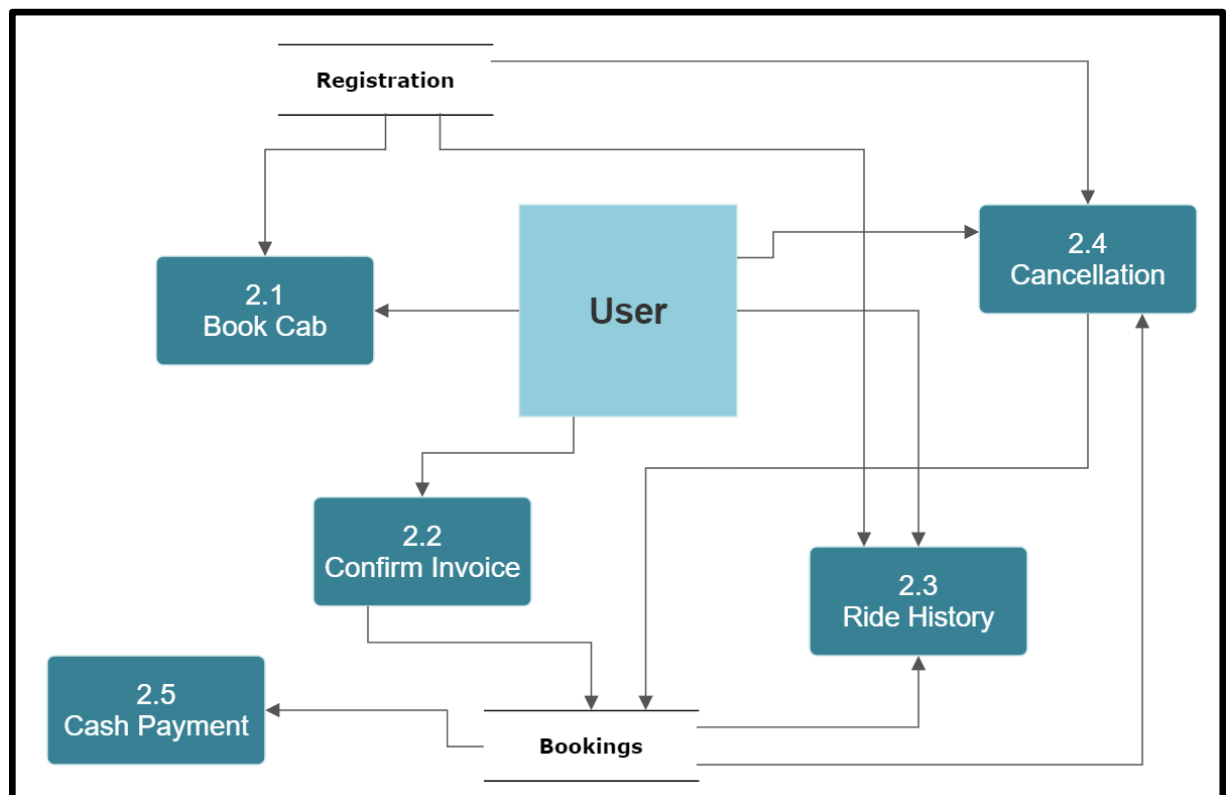 Registration
2.4
Cancellation
2.1
Book Cab
User
2.2
Confirm Invoice
2.3
Ride History
2.5
Cash Payment
Bookings